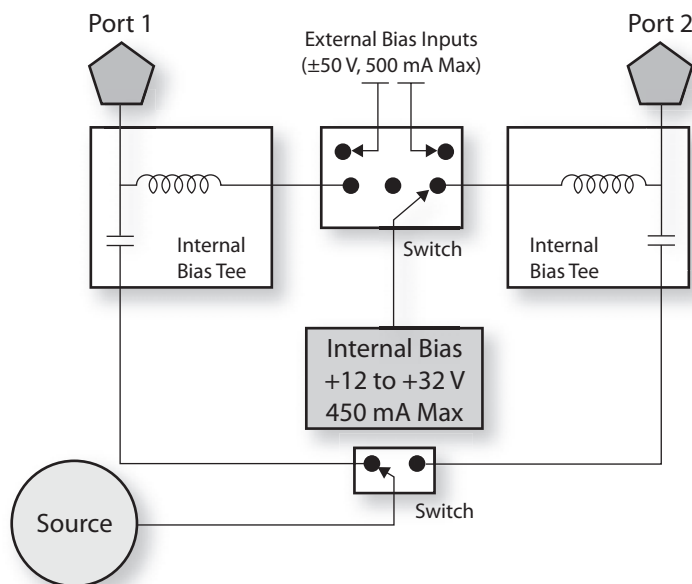 Port 1
Port 2
External Bias Inputs
(±50 V, 500 mA Max)
Internal
Bias Tee
Switch
Internal
Bias Tee
Internal Bias
+12 to +32 V
450 mA Max
Source
Switch